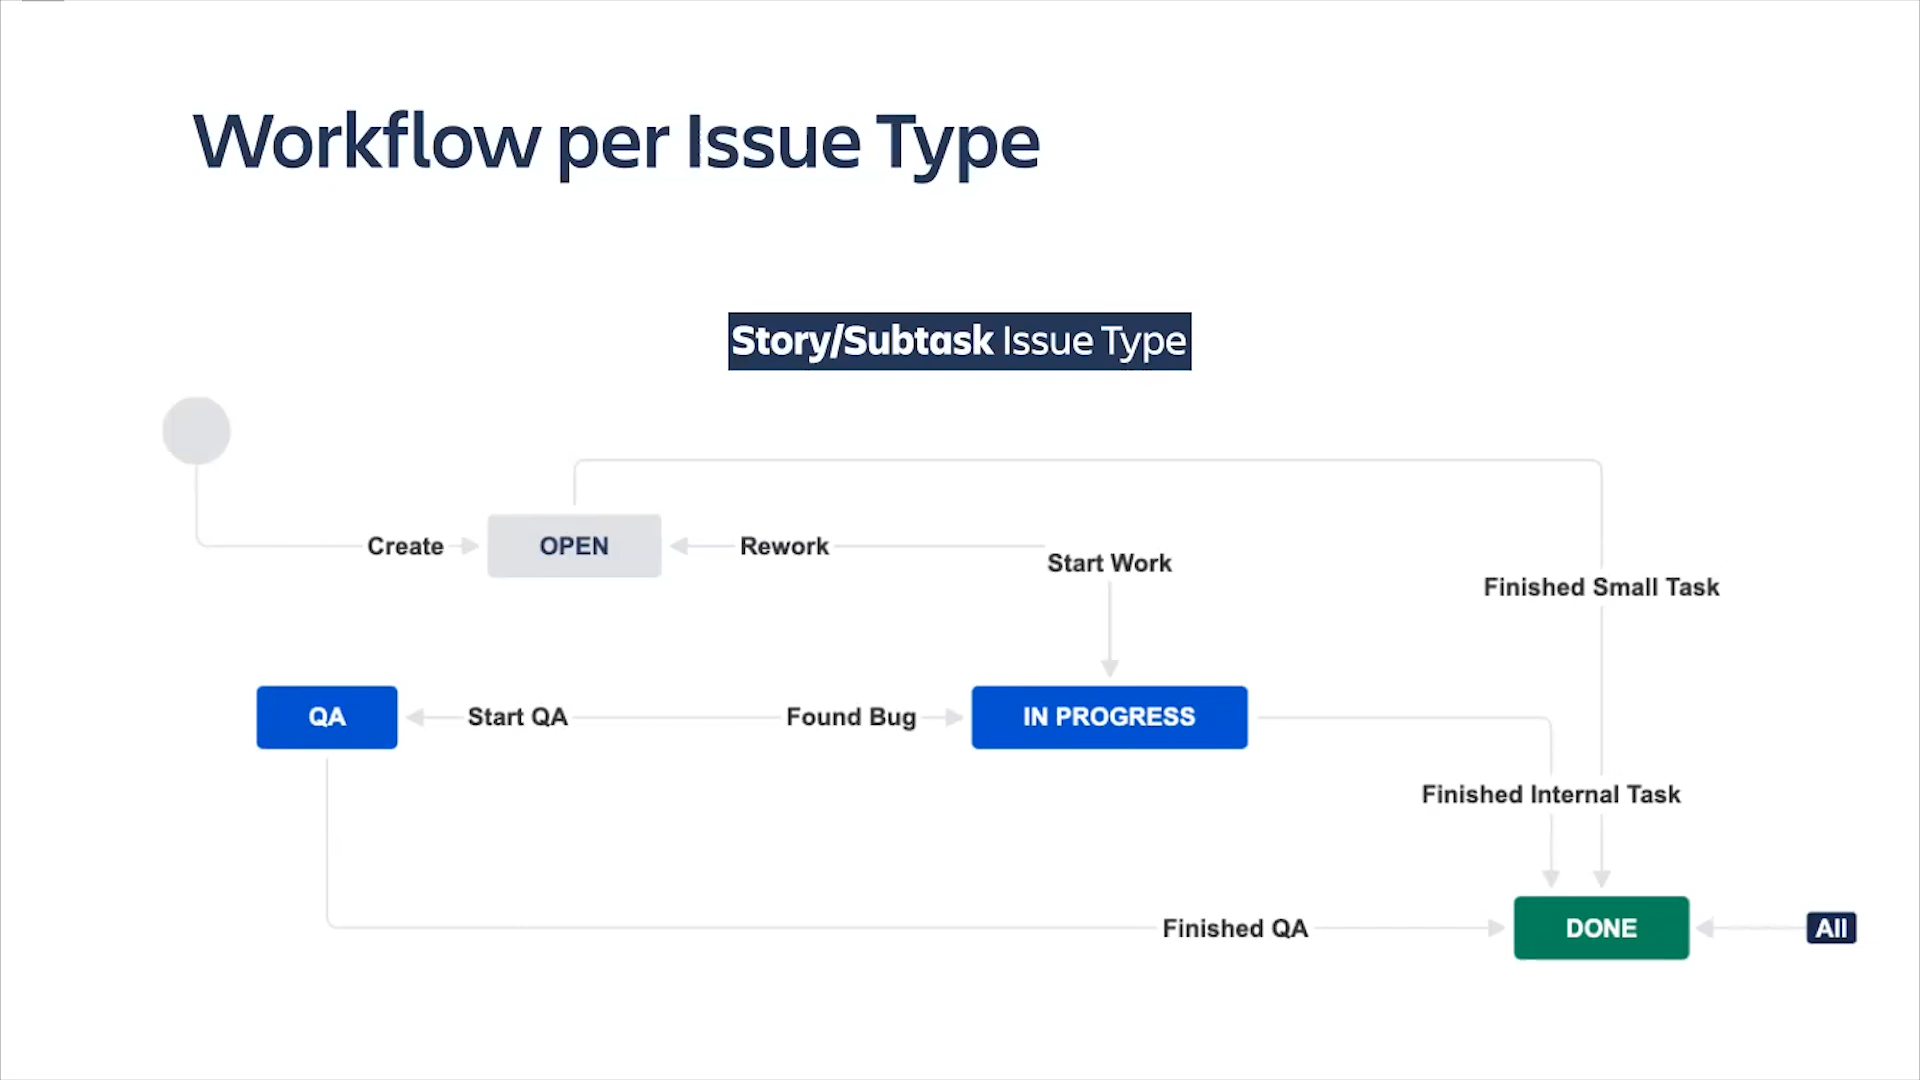 Workflow per Issue Type
Story/Subtask Issue Type
Create
OPEN
Rework
Start Work
Finished Small Task
QA
Start QA
Found Bug
IN PROGRESS
Finished Internal Task
Finished QA
DONE
All